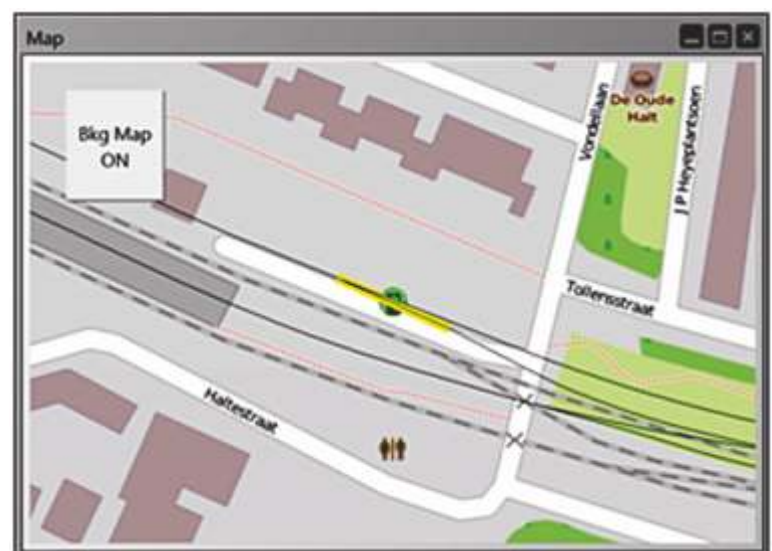 Map
Bkg Map
ON
De Oude
Halt
Vondellaan
J P Heyeplantsoen
Tollensstraat
Haltestraat